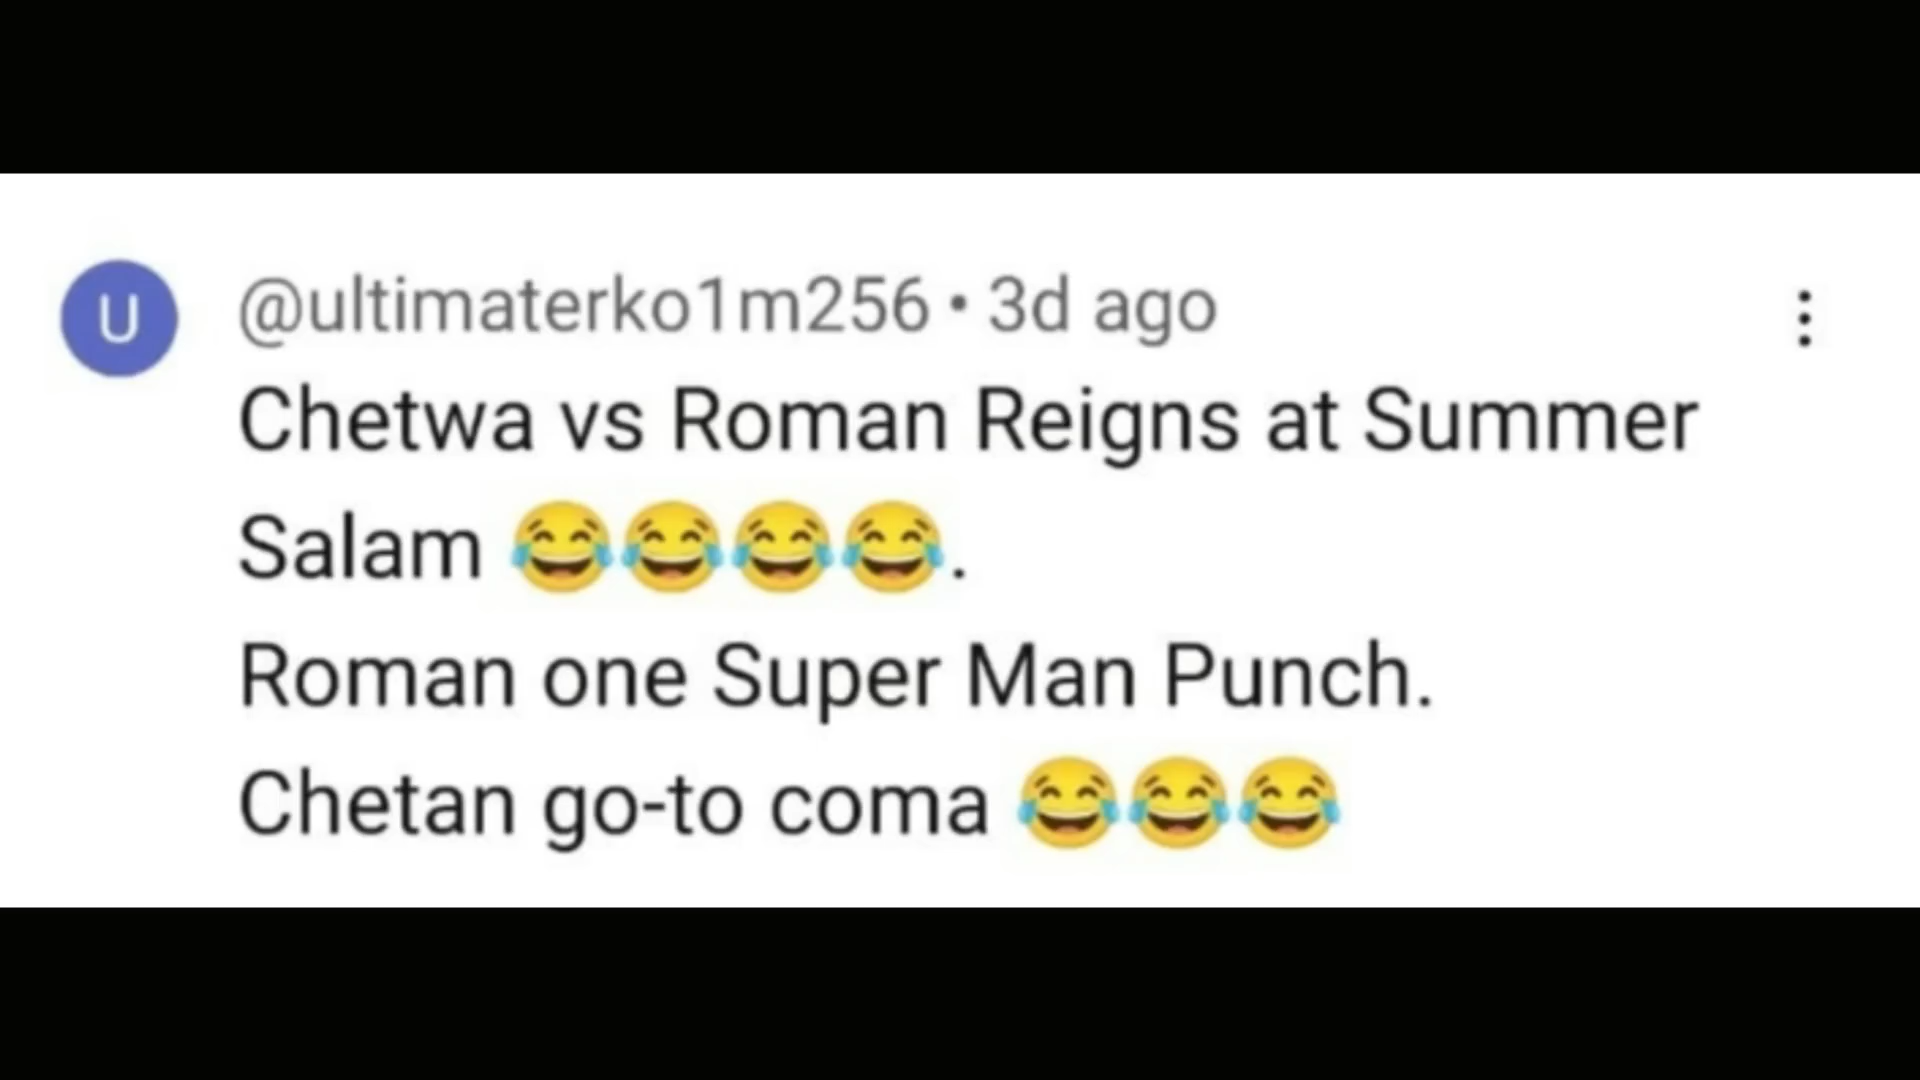 U
@ultimaterko1m256 • 3d ago
Chetwa vs Roman Reigns at Summer
Salam 😂😂😂😂.
Roman one Super Man Punch.
Chetan go-to coma 😂😂😂